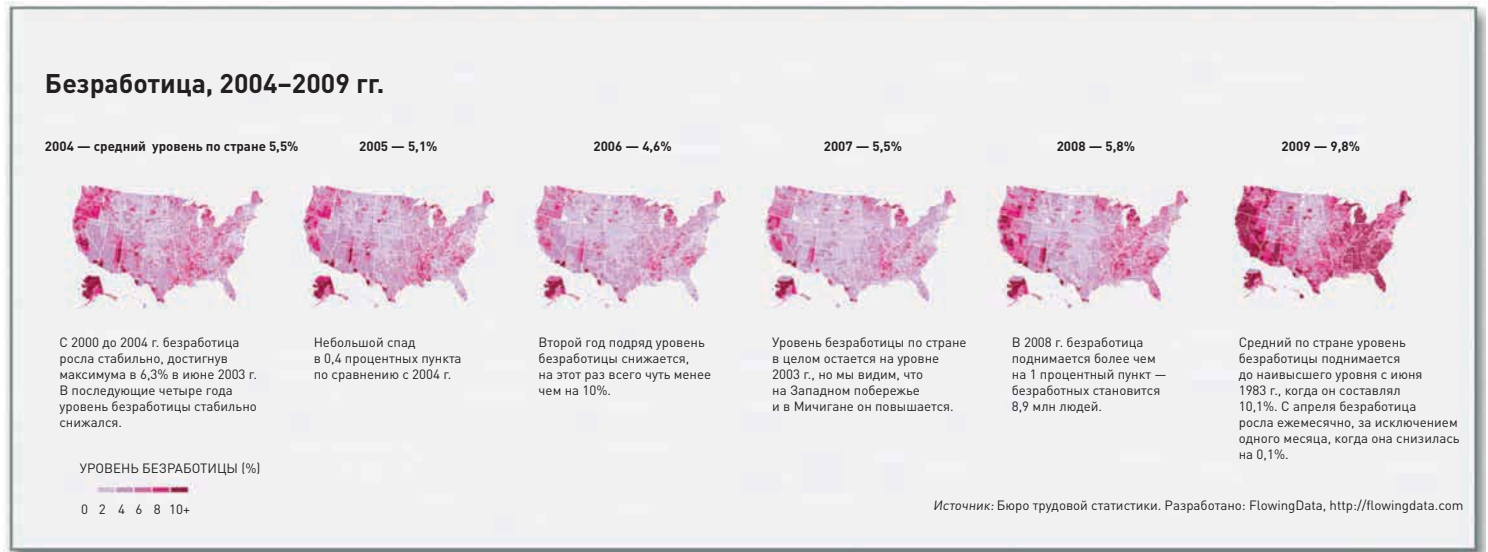 Безработица, 2004–2009 гг.
2004 — средний уровень по стране 5,5%
2005 — 5,1%
2006 — 4,6%
2007 — 5,5%
2008 — 5,8%
2009 — 9,8%
С 2000 до 2004 г. безработица
росла стабильно, достигнув
максимума в 6,3% в июне 2003 г.
В последующие четыре года
уровень безработицы стабильно
снижался.
Небольшой спад
в 0,4 процентных пункта
по сравнению с 2004 г.
Второй год подряд уровень
безработицы снижается,
на этот раз всего чуть менее
чем на 10%.
Уровень безработицы по стране
в целом остается на уровне
2003 г., но мы видим, что
на Западном побережье
и в Мичигане он повышается.
В 2008 г. безработица
поднимается более чем
на 1 процентный пункт —
безработных становится
8,9 млн людей.
Средний по стране уровень
безработицы поднимается
до наивысшего уровня с июня
1983 г., когда он составлял
10,1%. С апреля безработица
росла ежемесячно, за исключением
одного месяца, когда она снизилась
на 0,1%.
УРОВЕНЬ БЕЗРАБОТИЦЫ (%)
0 2 4 6 8 10+
Источник: Бюро трудовой статистики. Разработано: FlowingData, http://flowingdata.com